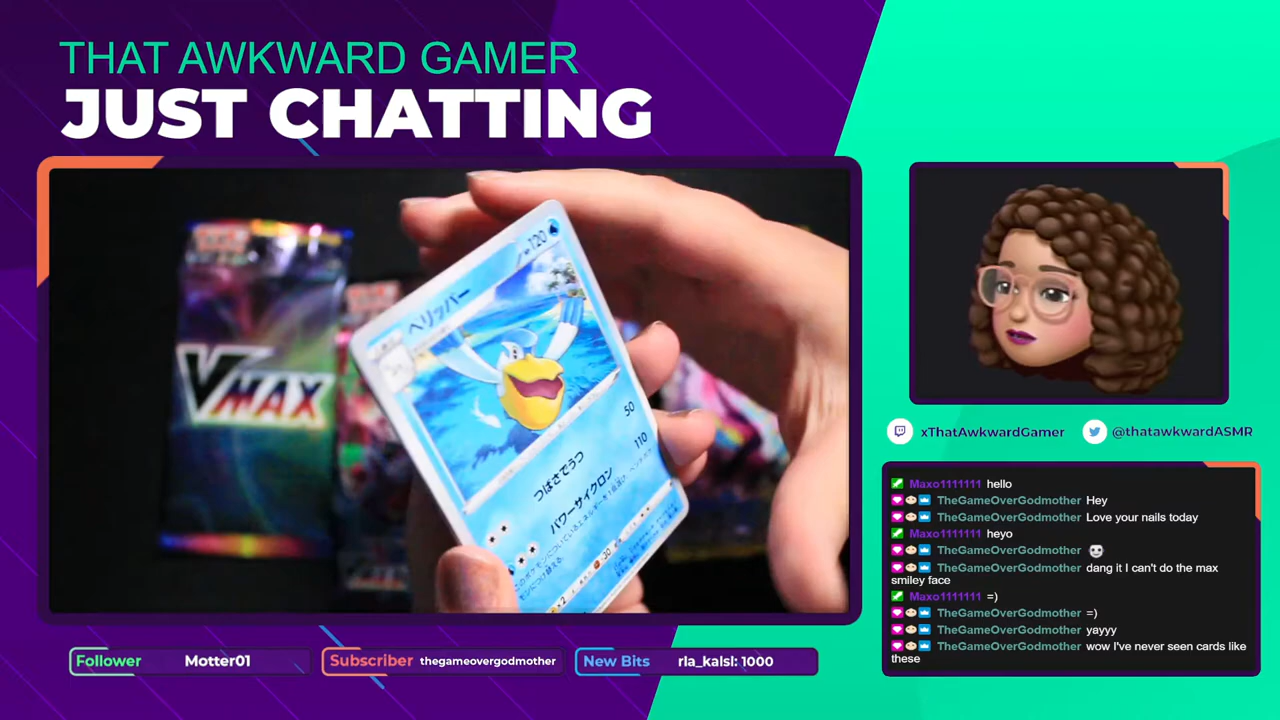 THAT AWKWARD GAMER
JUST CHATTING
VMAX
ペリッパー
120
50
つばさでうつ
110
パワーサイクロン
-30
×2
xThatAwkwardGamer
@thatawkwardASMR
Maxo1111111 hello
TheGameOverGodmother Hey
TheGameOverGodmother Love your nails today
Maxo1111111 heyo
TheGameOverGodmother
TheGameOverGodmother dang it I can't do the max
smiley face
Maxo1111111 =)
TheGameOverGodmother =)
TheGameOverGodmother yayyy
TheGameOverGodmother wow I've never seen cards like
these
Follower Motter01
Subscriber thegameovergodmother
New Bits rla_kalsl: 1000